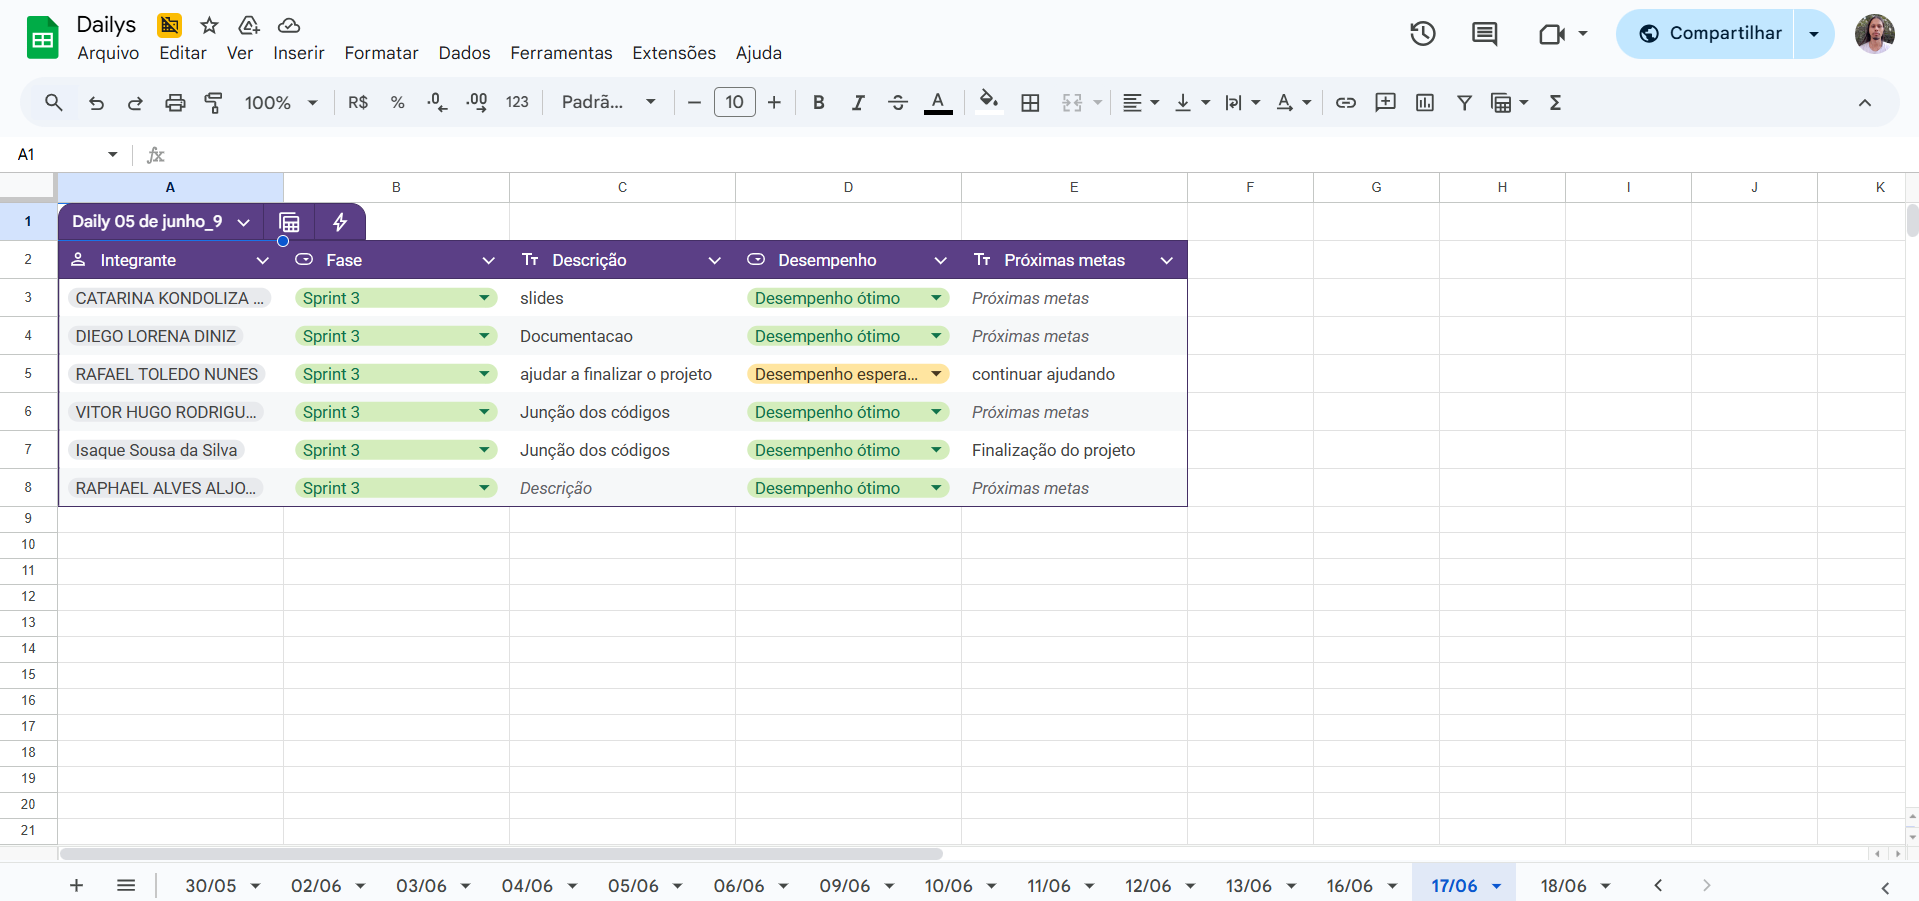 Dailys
Arquivo Editar Ver Inserir Formatar Dados Ferramentas Extensões Ajuda
Compartilhar
100% R$ % .0 .00 123 Padrã... 10 B I A Σ
A1 fx
A B C D E F G H I J K
1 Daily 05 de junho_9
2 Integrante Fase Tт Descrição Desempenho Tт Próximas metas
3 CATARINA KONDOLIZA ... Sprint 3 slides Desempenho ótimo Próximas metas
4 DIEGO LORENA DINIZ Sprint 3 Documentacao Desempenho ótimo Próximas metas
5 RAFAEL TOLEDO NUNES Sprint 3 ajudar a finalizar o projeto Desempenho espera... continuar ajudando
6 VITOR HUGO RODRIGU... Sprint 3 Junção dos códigos Desempenho ótimo Próximas metas
7 Isaque Sousa da Silva Sprint 3 Junção dos códigos Desempenho ótimo Finalização do projeto
8 RAPHAEL ALVES ALJO... Sprint 3 Descrição Desempenho ótimo Próximas metas
9
10
11
12
13
14
15
16
17
18
19
20
21
30/05 02/06 03/06 04/06 05/06 06/06 09/06 10/06 11/06 12/06 13/06 16/06 17/06 18/06